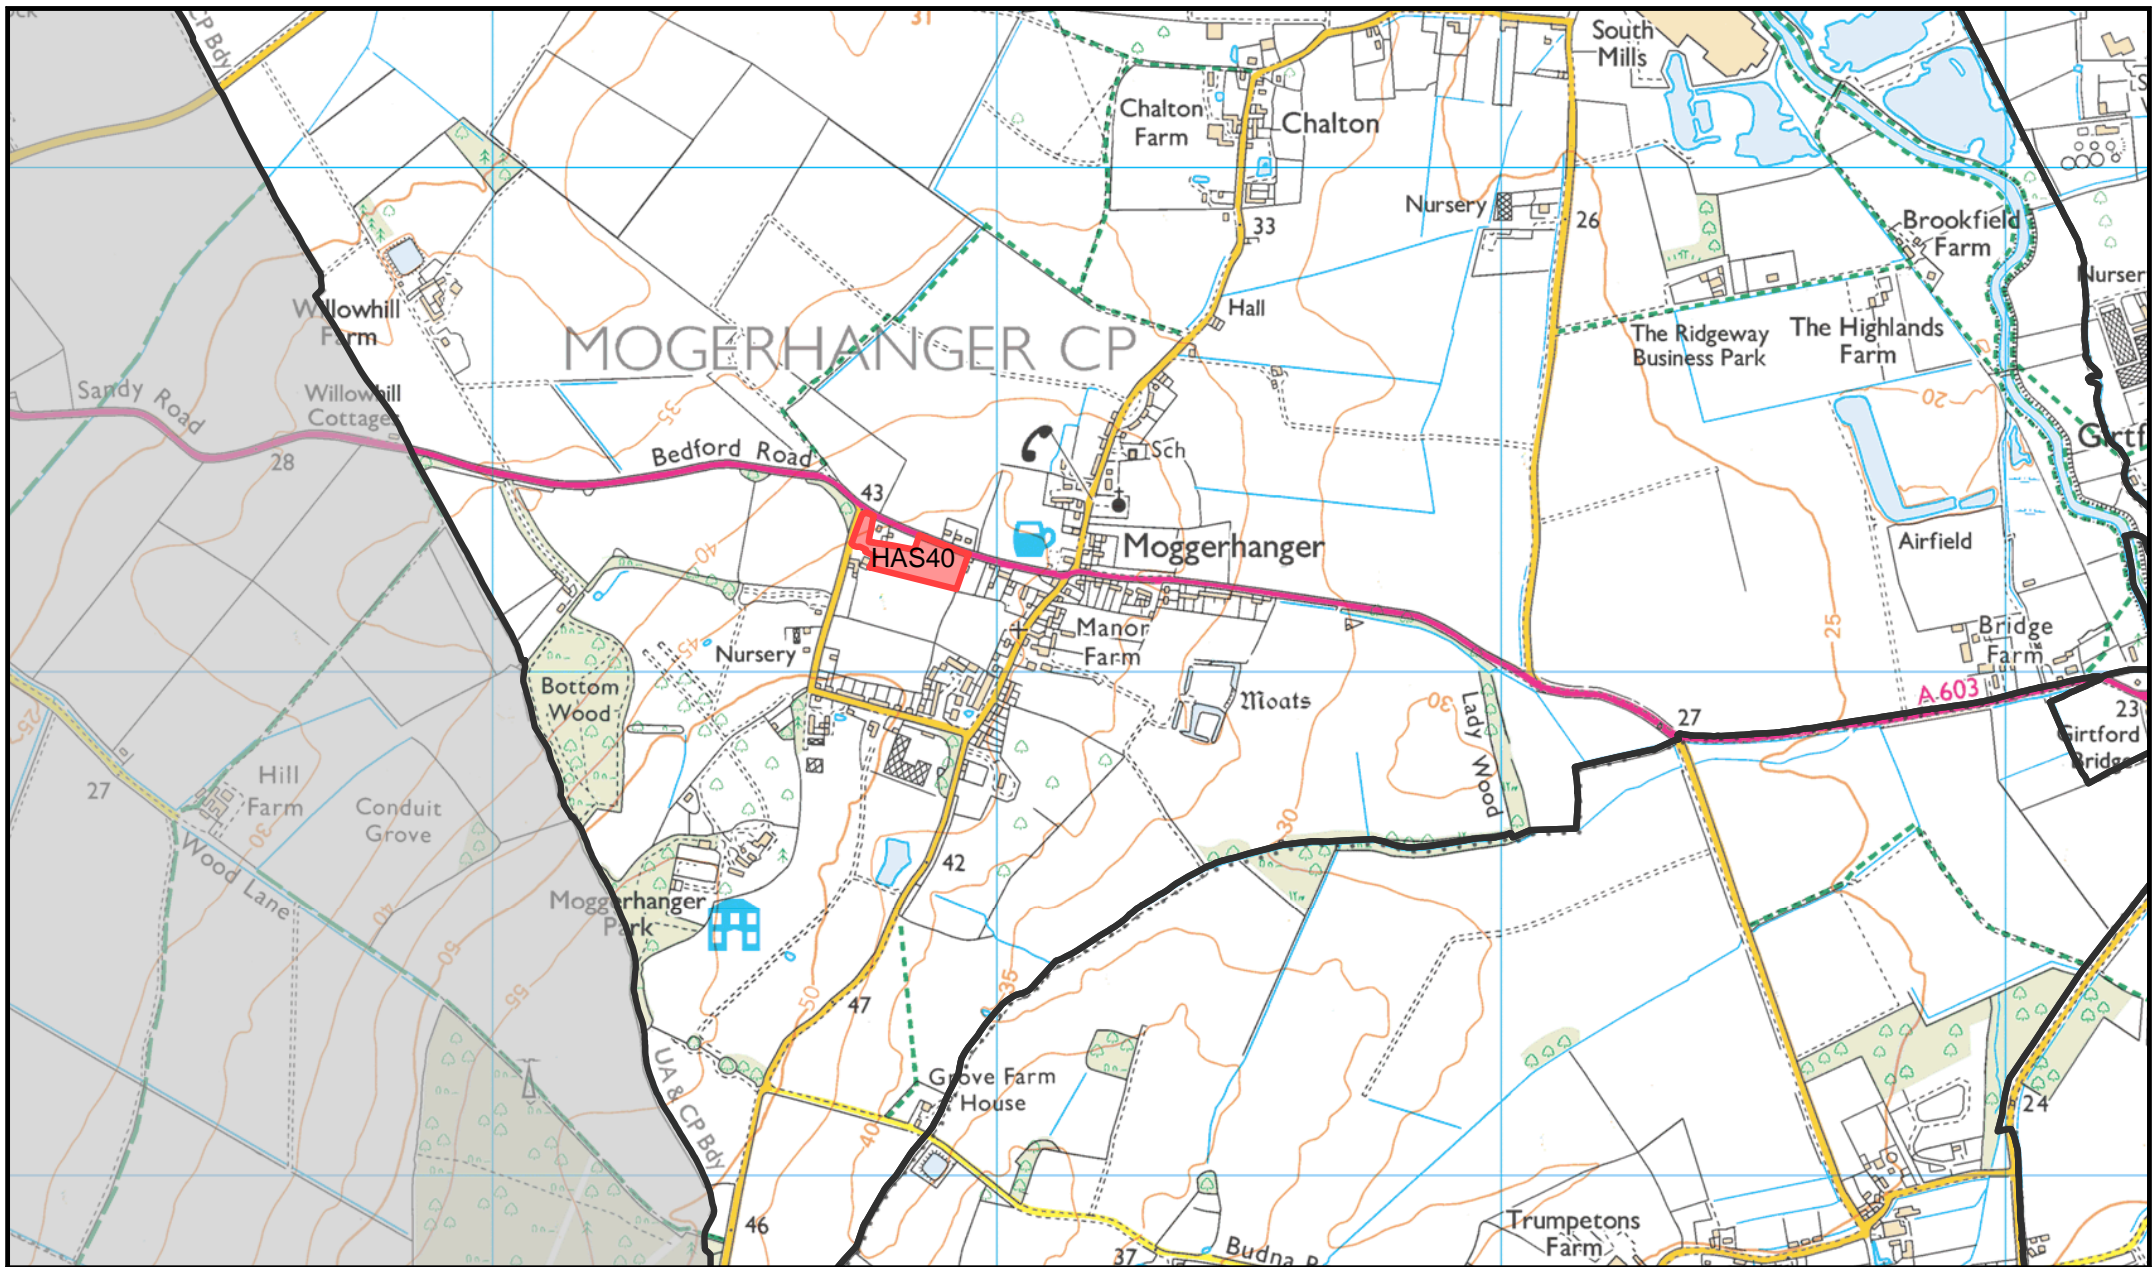 CP Bdy
31
South
Mills
Chalton
Farm
Chalton
Nursery
26
33
Brookfield
Farm
Hall
Willowhill
Farm
MOGERHANGER CP
The Ridgeway
Business Park
The Highlands
Farm
Sandy Road
28
Willowhill
Cottages
35
20
Bedford Road
Sch
43
HAS40
Moggerhanger
Airfield
40
45
Nursery
Manor
Farm
25
Bridge
Farm
Bottom
Wood
Moats
30
Lady Wood
27
A 603
23
Girtford
Bridge
25
27
Hill
Farm
Conduit
Grove
30
Wood Lane
30
42
40
Moggerhanger
Park
50
55
50
47
35
UA & CP Bdy
Grove Farm
House
40
24
46
37
Budna
Trumpetons
Farm